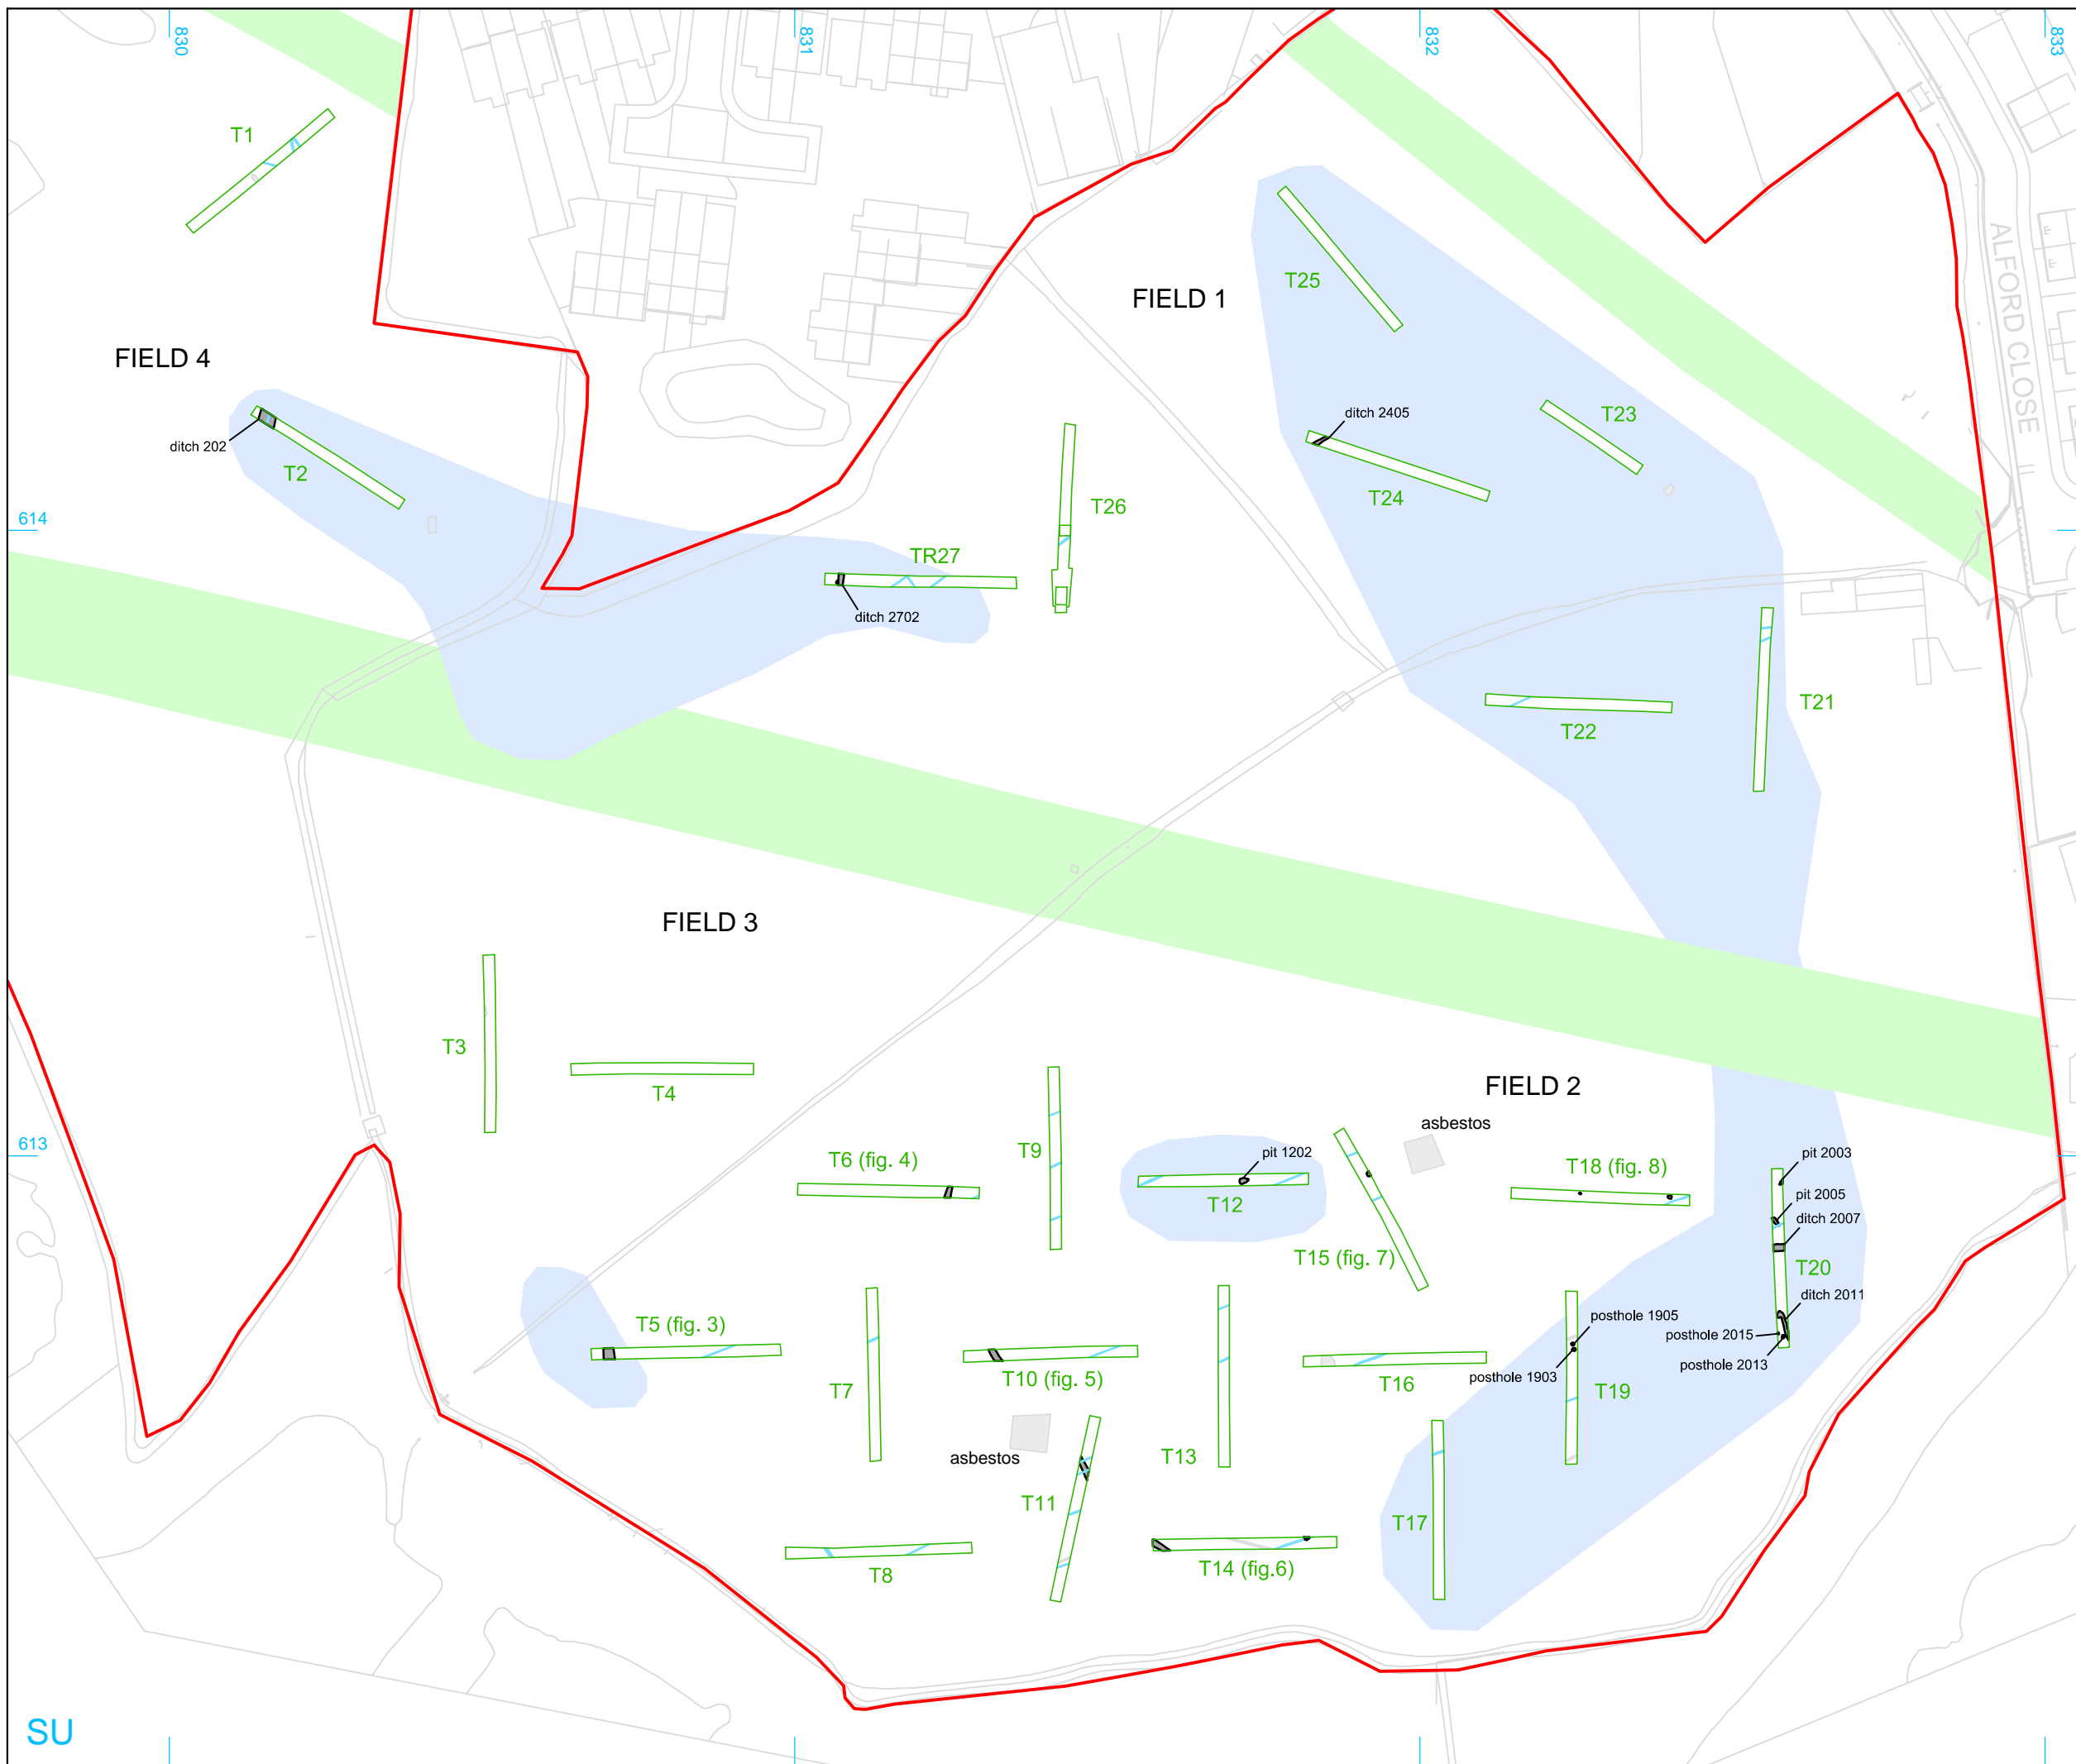 830
831
832
833
T1
FIELD 4
FIELD 1
T25
ALFORD CLOSE
ditch 202
T2
ditch 2405
T23
T24
614
T26
TR27
ditch 2702
T21
T22
FIELD 3
T3
T4
FIELD 2
asbestos
613
T9
T6 (fig. 4)
pit 1202
T12
T18 (fig. 8)
pit 2003
pit 2005
ditch 2007
T15 (fig. 7)
T20
ditch 2011
T5 (fig. 3)
posthole 1905
posthole 2015
posthole 2013
T7
T10 (fig. 5)
T16
posthole 1903
T19
asbestos
T13
T11
T17
T8
T14 (fig.6)
SU